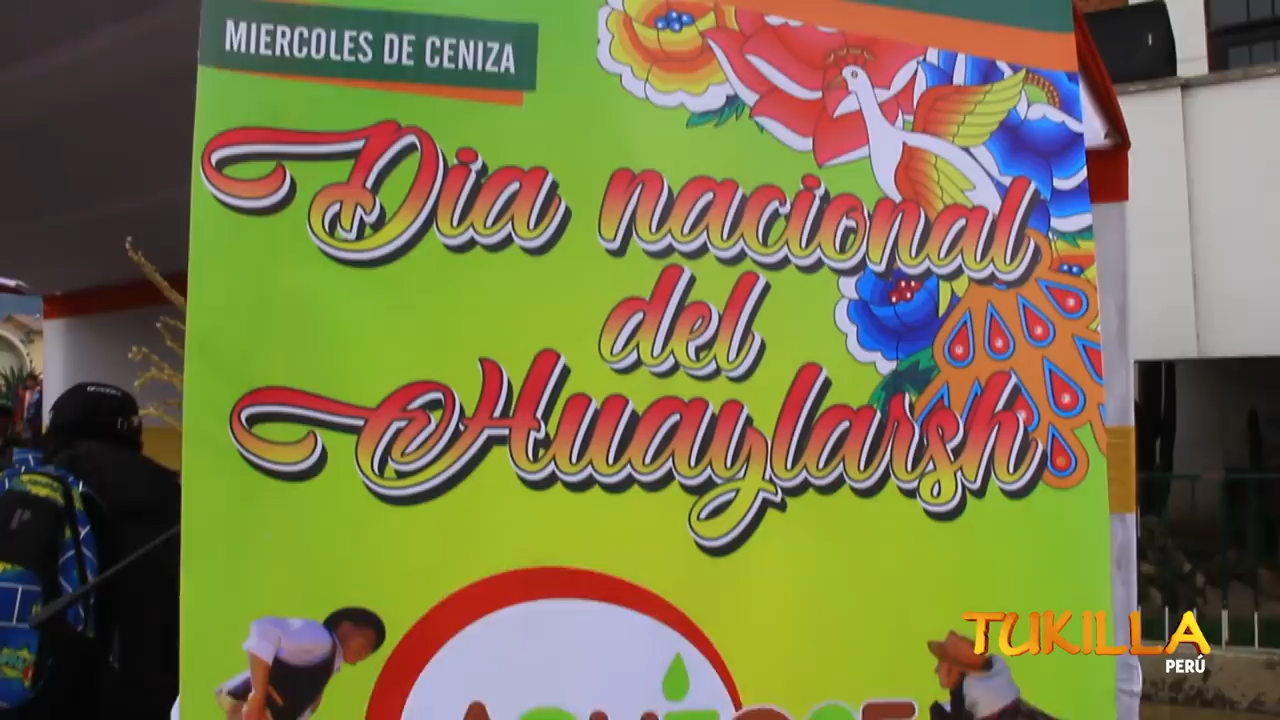 MIERCOLES DE CENIZA
Dia nacional
del
Huaylarsh
TUKILLA
PERÚ